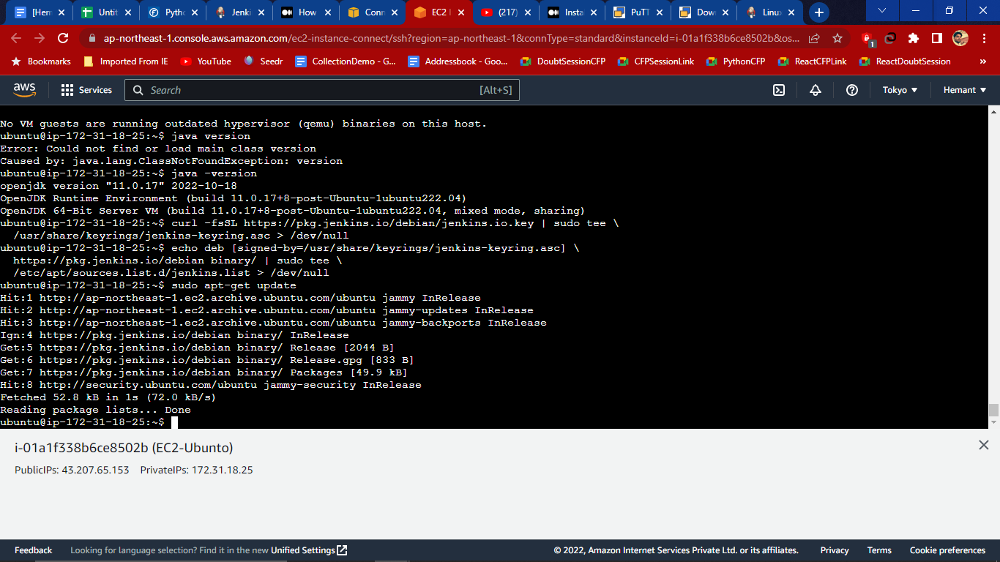 [Hem
Untit
Pytho
Jenki
How
Conn
EC2 I
(217)
Insta
PuTT
Dow
Linux
ap-northeast-1.console.aws.amazon.com/ec2-instance-connect/ssh?region=ap-northeast-1&connType=standard&instanceId=i-01a1f338b6ce8502b&os...
1
Bookmarks
Imported From IE
YouTube
Seedr
CollectionDemo - G...
Addressbook - Goo...
DoubtSessionCFP
CFPSessionLink
PythonCFP
ReactCFPLink
ReactDoubtSession
»
aws
Services
Search
[Alt+S]
Tokyo
Hemant
No VM guests are running outdated hypervisor (qemu) binaries on this host.
ubuntu@ip-172-31-18-25:~$ java version
Error: Could not find or load main class version
Caused by: java.lang.ClassNotFoundException: version
ubuntu@ip-172-31-18-25:~$ java -version
openjdk version "11.0.17" 2022-10-18
OpenJDK Runtime Environment (build 11.0.17+8-post-Ubuntu-1ubuntu222.04)
OpenJDK 64-Bit Server VM (build 11.0.17+8-post-Ubuntu-1ubuntu222.04, mixed mode, sharing)
ubuntu@ip-172-31-18-25:~$ curl -fsSL https://pkg.jenkins.io/debian/jenkins.io.key | sudo tee \
  /usr/share/keyrings/jenkins-keyring.asc > /dev/null
ubuntu@ip-172-31-18-25:~$ echo deb [signed-by=/usr/share/keyrings/jenkins-keyring.asc] \
  https://pkg.jenkins.io/debian binary/ | sudo tee \
  /etc/apt/sources.list.d/jenkins.list > /dev/null
ubuntu@ip-172-31-18-25:~$ sudo apt-get update
Hit:1 http://ap-northeast-1.ec2.archive.ubuntu.com/ubuntu jammy InRelease
Hit:2 http://ap-northeast-1.ec2.archive.ubuntu.com/ubuntu jammy-updates InRelease
Hit:3 http://ap-northeast-1.ec2.archive.ubuntu.com/ubuntu jammy-backports InRelease
Ign:4 https://pkg.jenkins.io/debian binary/ InRelease
Get:5 https://pkg.jenkins.io/debian binary/ Release [2044 B]
Get:6 https://pkg.jenkins.io/debian binary/ Release.gpg [833 B]
Get:7 https://pkg.jenkins.io/debian binary/ Packages [49.9 kB]
Hit:8 http://security.ubuntu.com/ubuntu jammy-security InRelease
Fetched 52.8 kB in 1s (72.0 kB/s)
Reading package lists... Done
ubuntu@ip-172-31-18-25:~$
i-01a1f338b6ce8502b (EC2-Ubunto)
PublicIPs: 43.207.65.153 PrivateIPs: 172.31.18.25
Feedback
Looking for language selection? Find it in the new Unified Settings
© 2022, Amazon Internet Services Private Ltd. or its affiliates.
Privacy
Terms
Cookie preferences